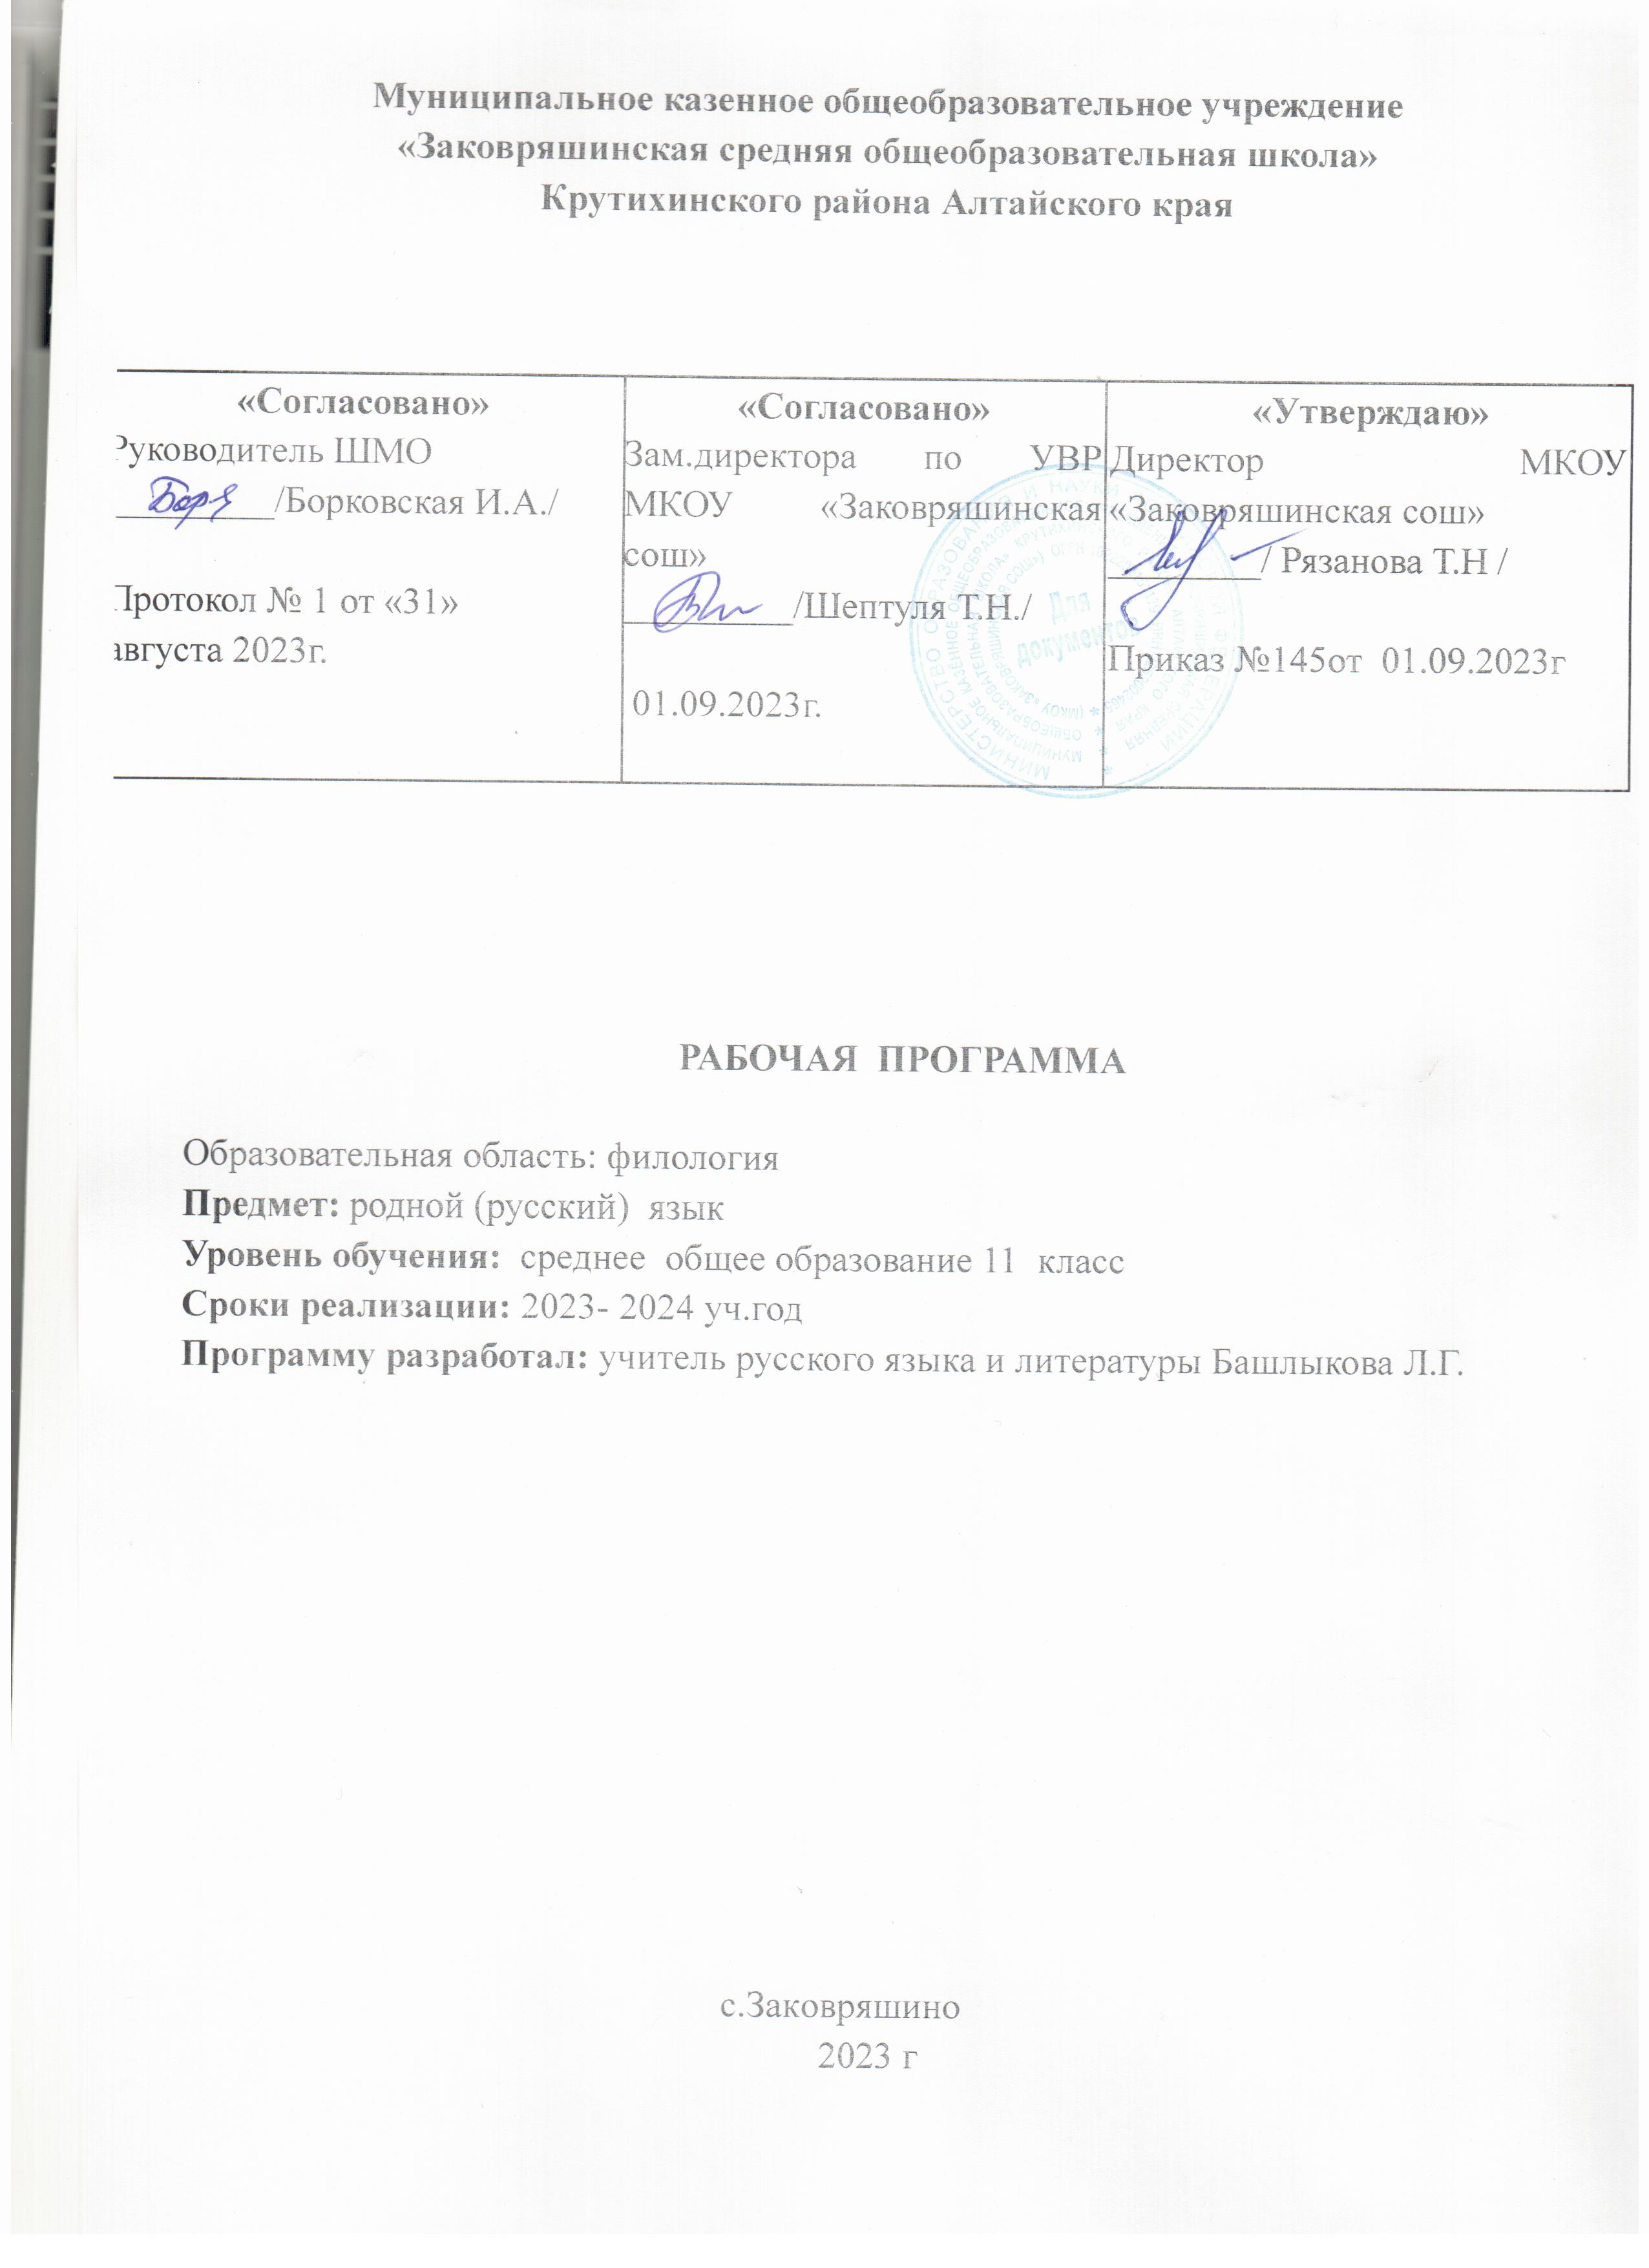 Муниципальное казенное общеобразовательное учреждение
«Заковряшинская средняя общеобразовательная школа»
Крутихинского района Алтайского края
«Согласовано»
Руководитель ШМО
/Борковская И.А./
Протокол № 1 от «31»
августа 2023г.
«Согласовано»
Зам.директора по УВР
МКОУ «Заковряшинская
сош»
/Шептуля Т.Н./
01.09.2023г.
«Утверждаю»
Директор МКОУ
«Заковряшинская сош»
/ Рязанова Т.Н /
Приказ №145от 01.09.2023г
Для
документов
РАБОЧАЯ ПРОГРАММА
Образовательная область: филология
Предмет: родной (русский) язык
Уровень обучения: среднее общее образование 11 класс
Сроки реализации: 2023- 2024 уч.год
Программу разработал: учитель русского языка и литературы Башлыкова Л.Г.
с.Заковряшино
2023 г